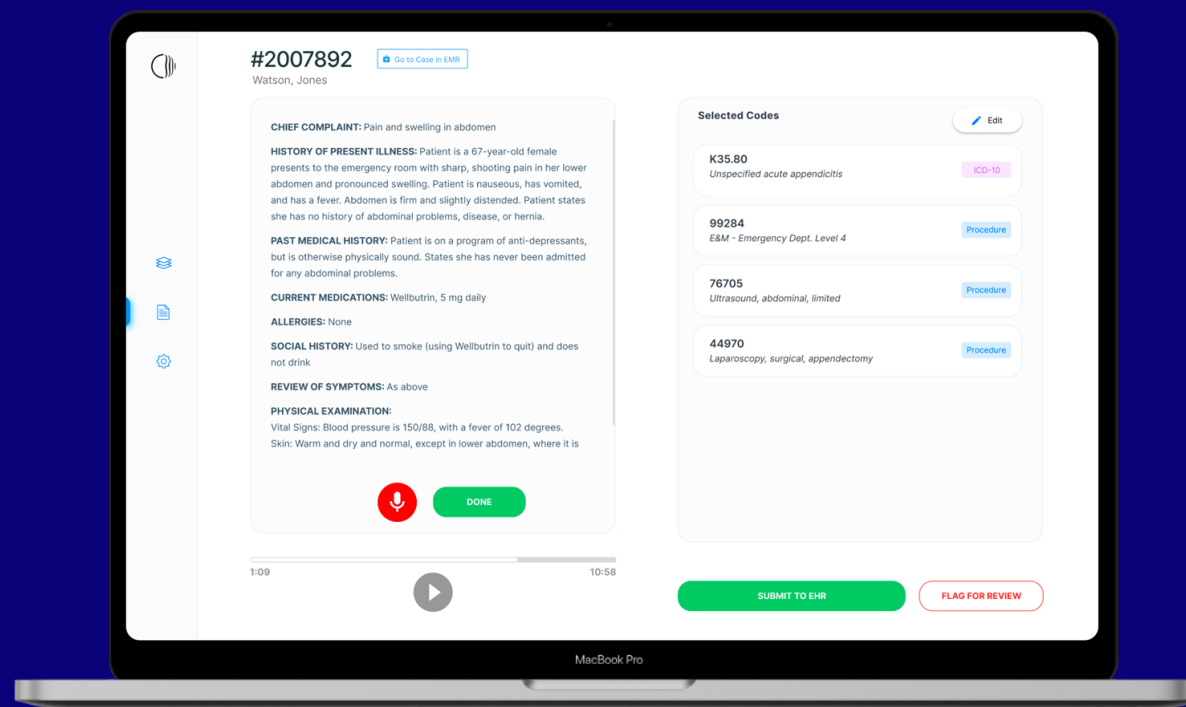 #2007892
Go to Case in EMR
Watson, Jones
CHIEF COMPLAINT: Pain and swelling in abdomen
HISTORY OF PRESENT ILLNESS: Patient is a 67-year-old female
presents to the emergency room with sharp, shooting pain in her lower
abdomen and pronounced swelling. Patient is nauseous, has vomited,
and has a fever. Abdomen is firm and slightly distended. Patient states
she has no history of abdominal problems, disease, or hernia.
PAST MEDICAL HISTORY: Patient is on a program of anti-depressants,
but is otherwise physically sound. States she has never been admitted
for any abdominal problems.
CURRENT MEDICATIONS: Wellbutrin, 5 mg daily
ALLERGIES: None
SOCIAL HISTORY: Used to smoke (using Wellbutrin to quit) and does
not drink
REVIEW OF SYMPTOMS: As above
PHYSICAL EXAMINATION:
Vital Signs: Blood pressure is 150/88, with a fever of 102 degrees.
Skin: Warm and dry and normal, except in lower abdomen, where it is
DONE
1:09
10:58
Selected Codes
Edit
K35.80
Unspecified acute appendicitis
ICD-10
99284
E&M - Emergency Dept. Level 4
Procedure
76705
Ultrasound, abdominal, limited
Procedure
44970
Laparoscopy, surgical, appendectomy
Procedure
SUBMIT TO EHR
FLAG FOR REVIEW
MacBook Pro